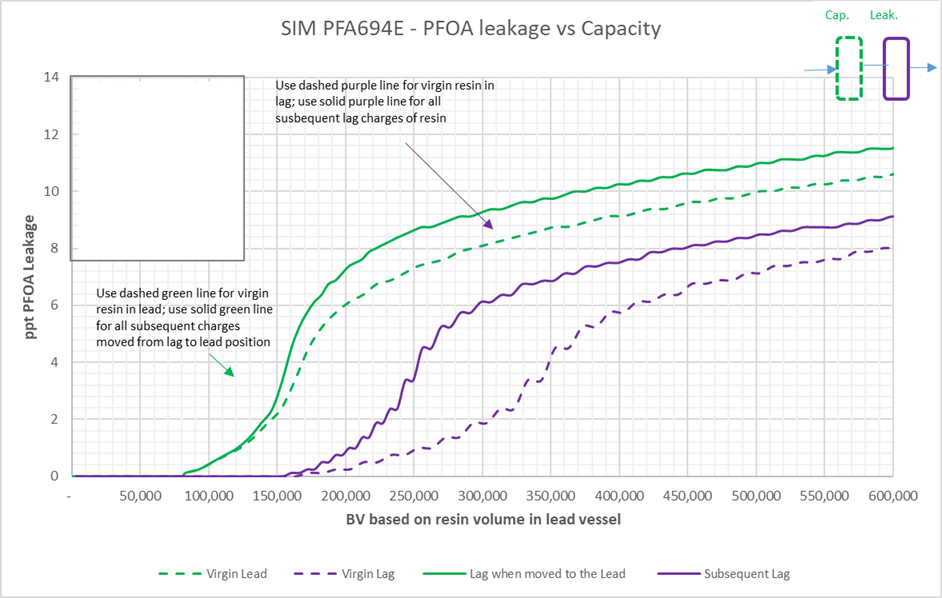 SIM PFA694E - PFOA leakage vs Capacity
Cap.
Leak.
Use dashed purple line for virgin resin in
lag; use solid purple line for all
susbequent lag charges of resin
Use dashed green line for virgin
resin in lead; use solid green line
for all subsequent charges
moved from lag to lead position
ppt PFOA Leakage
14
12
10
8
6
4
2
0
-
50,000
100,000
150,000
200,000
250,000
300,000
350,000
400,000
450,000
500,000
550,000
600,000
BV based on resin volume in lead vessel
Virgin Lead
Virgin Lag
Lag when moved to the Lead
Subsequent Lag